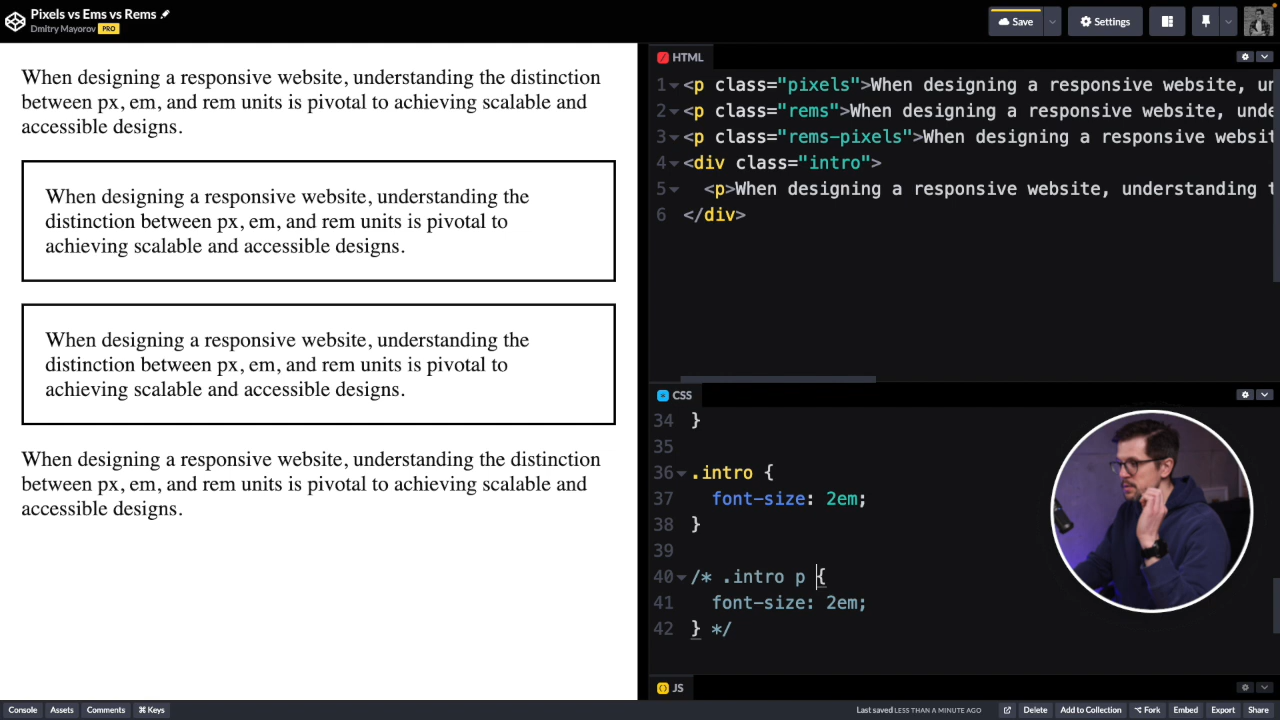 Pixels vs Ems vs Rems
Dmitry Mayorov PRO
Save
Settings
When designing a responsive website, understanding the distinction
between px, em, and rem units is pivotal to achieving scalable and
accessible designs.
When designing a responsive website, understanding the
distinction between px, em, and rem units is pivotal to
achieving scalable and accessible designs.
When designing a responsive website, understanding the
distinction between px, em, and rem units is pivotal to
achieving scalable and accessible designs.
When designing a responsive website, understanding the distinction
between px, em, and rem units is pivotal to achieving scalable and
accessible designs.
HTML
1 <p class="pixels">When designing a responsive website, un
2 <p class="rems">When designing a responsive website, unde
3 <p class="rems-pixels">When designing a responsive websit
4 <div class="intro">
5 <p>When designing a responsive website, understanding t
6 </div>
CSS
34 }
35
36 .intro {
37 font-size: 2em;
38 }
39
40 /* .intro p {
41 font-size: 2em;
42 } */
JS
Console Assets Comments ⌘ Keys
Last saved LESS THAN A MINUTE AGO Delete Add to Collection ⌥ Fork Embed Export Share